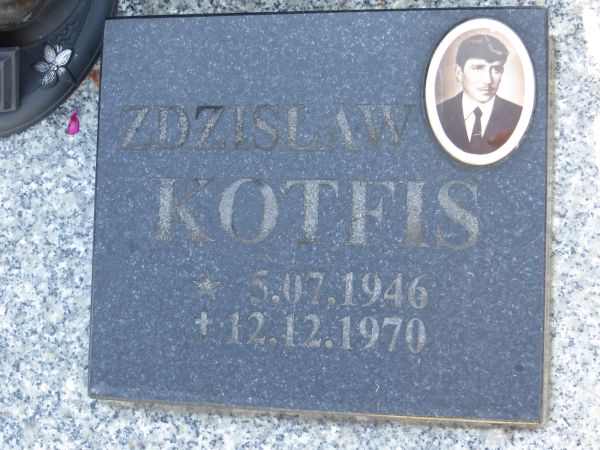 ZDZISŁAW
KOTFIS
★ 5.07.1946
✝ 12.12.1970